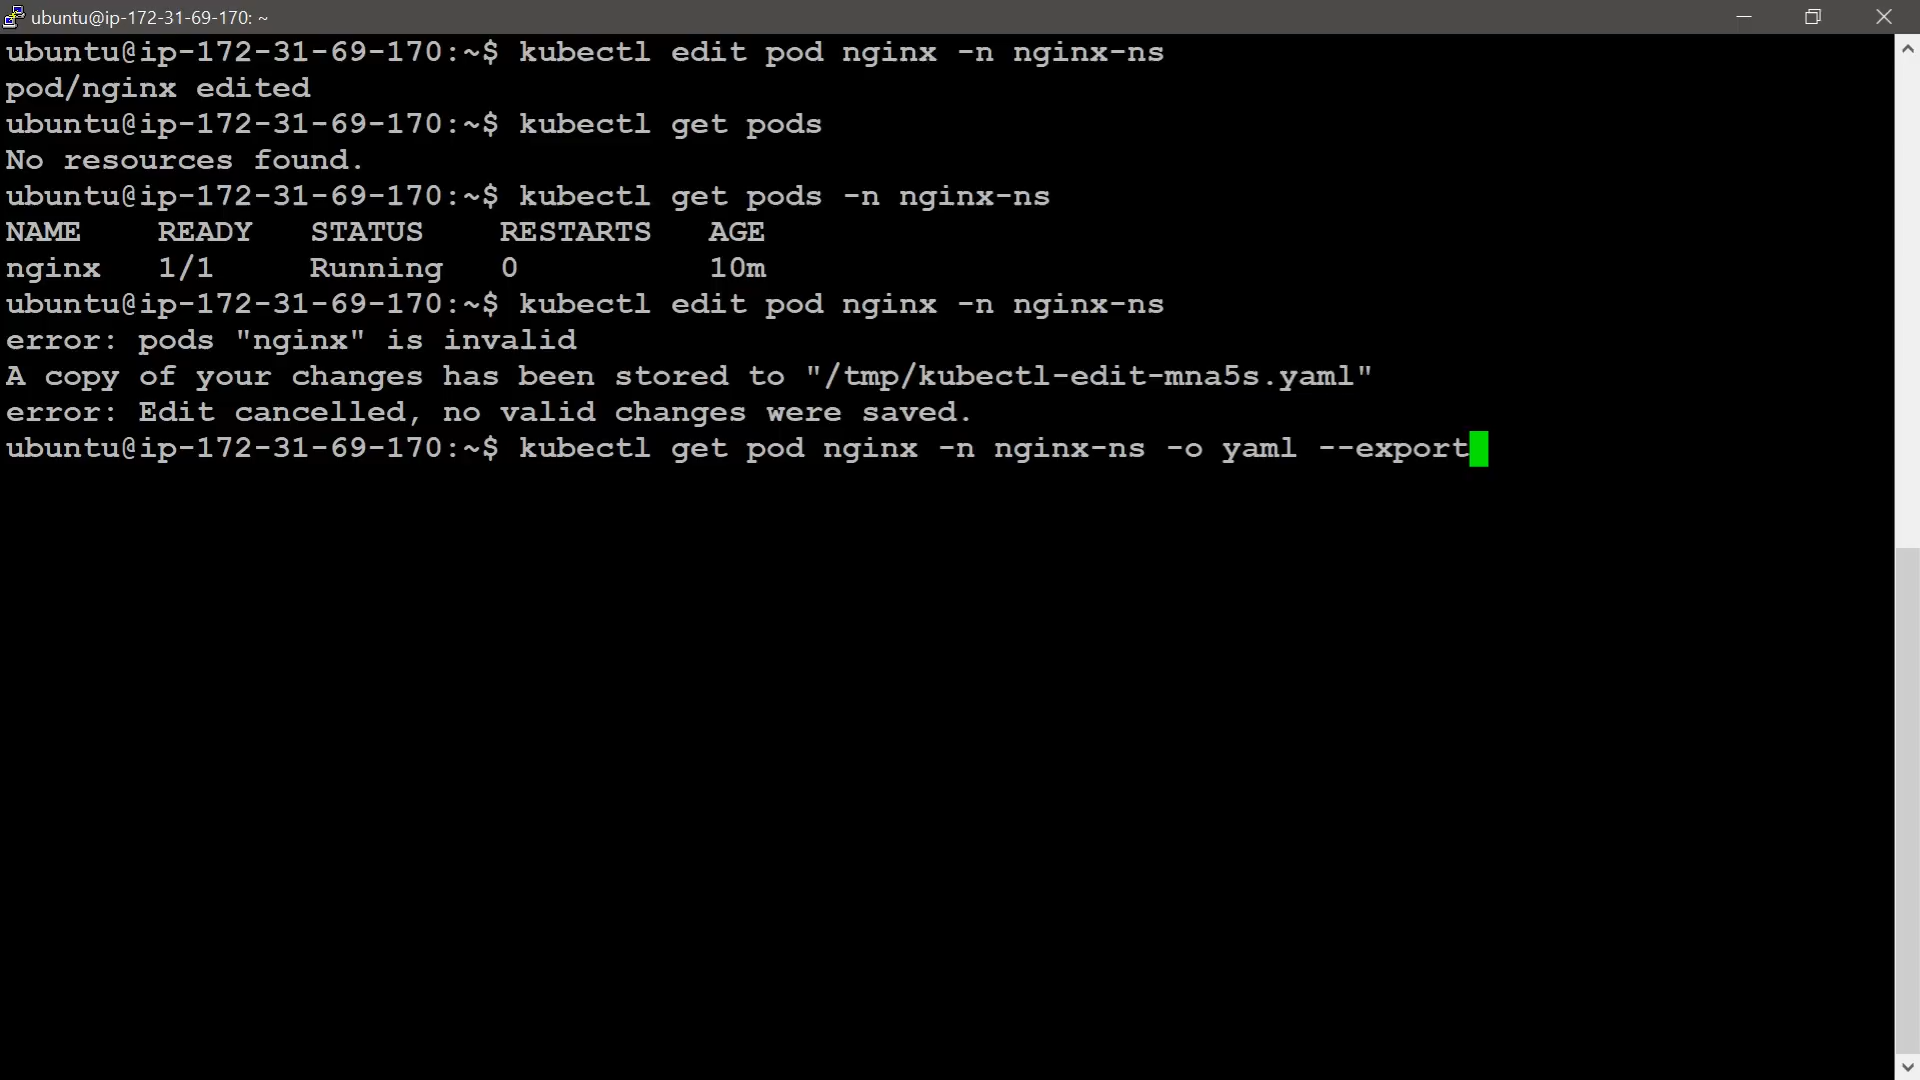 ubuntu@ip-172-31-69-170: ~
ubuntu@ip-172-31-69-170:~$ kubectl edit pod nginx -n nginx-ns
pod/nginx edited
ubuntu@ip-172-31-69-170:~$ kubectl get pods
No resources found.
ubuntu@ip-172-31-69-170:~$ kubectl get pods -n nginx-ns
NAME    READY   STATUS    RESTARTS   AGE
nginx   1/1     Running   0          10m
ubuntu@ip-172-31-69-170:~$ kubectl edit pod nginx -n nginx-ns
error: pods "nginx" is invalid
A copy of your changes has been stored to "/tmp/kubectl-edit-mna5s.yaml"
error: Edit cancelled, no valid changes were saved.
ubuntu@ip-172-31-69-170:~$ kubectl get pod nginx -n nginx-ns -o yaml --export